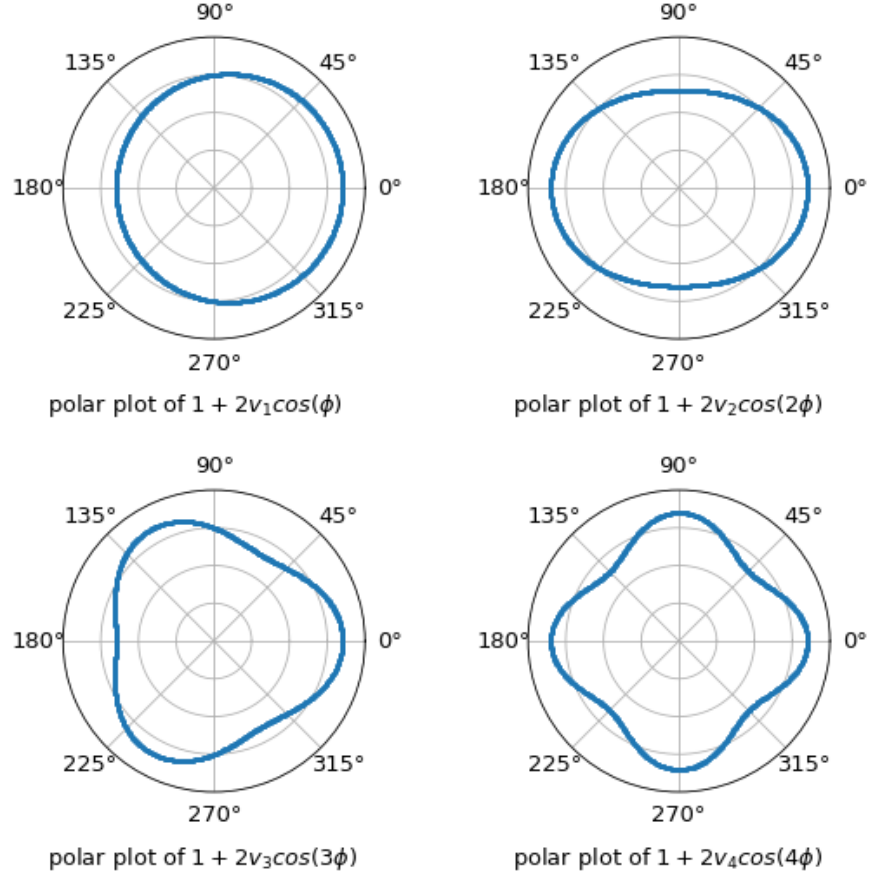 90° 90°
135° 45° 135° 45°
180° 0° 180° 0°
225° 315° 225° 315°
270° 270°
polar plot of 1 + 2v₁cos(ϕ) polar plot of 1 + 2v₂cos(2ϕ)
90° 90°
135° 45° 135° 45°
180° 0° 180° 0°
225° 315° 225° 315°
270° 270°
polar plot of 1 + 2v₃cos(3ϕ) polar plot of 1 + 2v₄cos(4ϕ)